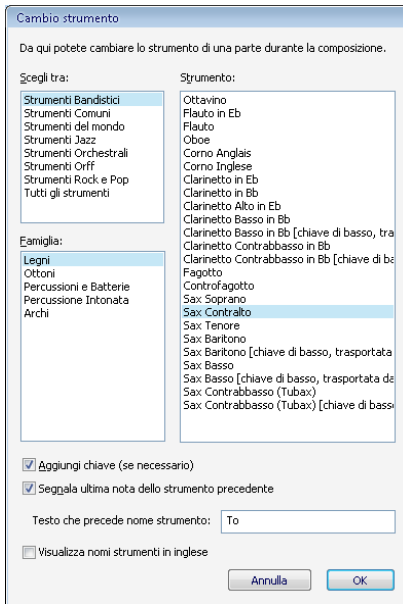 Cambio strumento
Da qui potete cambiare lo strumento di una parte durante la composizione.
Scegli tra:
Strumenti Bandistici
Strumenti Comuni
Strumenti del mondo
Strumenti Jazz
Strumenti Orchestrali
Strumenti Orff
Strumenti Rock e Pop
Tutti gli strumenti
Famiglia:
Legni
Ottoni
Percussioni e Batterie
Percussione Intonata
Archi
Strumento:
Ottavino
Flauto in Eb
Flauto
Oboe
Corno Anglais
Corno Inglese
Clarinetto in Eb
Clarinetto in Bb
Clarinetto Alto in Eb
Clarinetto Basso in Bb
Clarinetto Basso in Bb [chiave di basso, tra
Clarinetto Contrabbasso in Bb
Clarinetto Contrabbasso in Bb [chiave di ba
Fagotto
Controfagotto
Sax Soprano
Sax Contralto
Sax Tenore
Sax Baritono
Sax Baritono [chiave di basso, trasportata
Sax Basso
Sax Basso [chiave di basso, trasportata da
Sax Contrabbasso (Tubax)
Sax Contrabbasso (Tubax) [chiave di bass
Aggiungi chiave (se necessario)
Segnala ultima nota dello strumento precedente
Testo che precede nome strumento: To
Visualizza nomi strumenti in inglese
Annulla OK